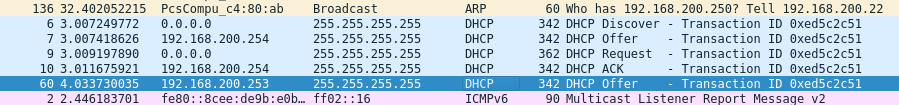 136 32.402052215 PcsCompu_c4:80:ab Broadcast ARP 60 Who has 192.168.200.250? Tell 192.168.200.22
6 3.007249772 0.0.0.0 255.255.255.255 DHCP 342 DHCP Discover - Transaction ID 0xed5c2c51
7 3.007418626 192.168.200.254 255.255.255.255 DHCP 342 DHCP Offer - Transaction ID 0xed5c2c51
9 3.009197890 0.0.0.0 255.255.255.255 DHCP 362 DHCP Request - Transaction ID 0xed5c2c51
10 3.011675921 192.168.200.254 255.255.255.255 DHCP 342 DHCP ACK - Transaction ID 0xed5c2c51
60 4.033730035 192.168.200.253 255.255.255.255 DHCP 342 DHCP Offer - Transaction ID 0xed5c2c51
2 2.446183701 fe80::8cee:de9b:e0b… ff02::16 ICMPv6 90 Multicast Listener Report Message v2